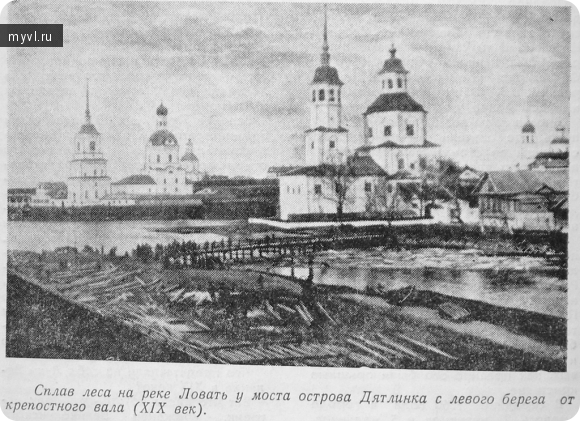 myvl.ru
Сплав леса на реке Ловать у моста острова Дятлинка с левого берега от
крепостного вала (XIX век).